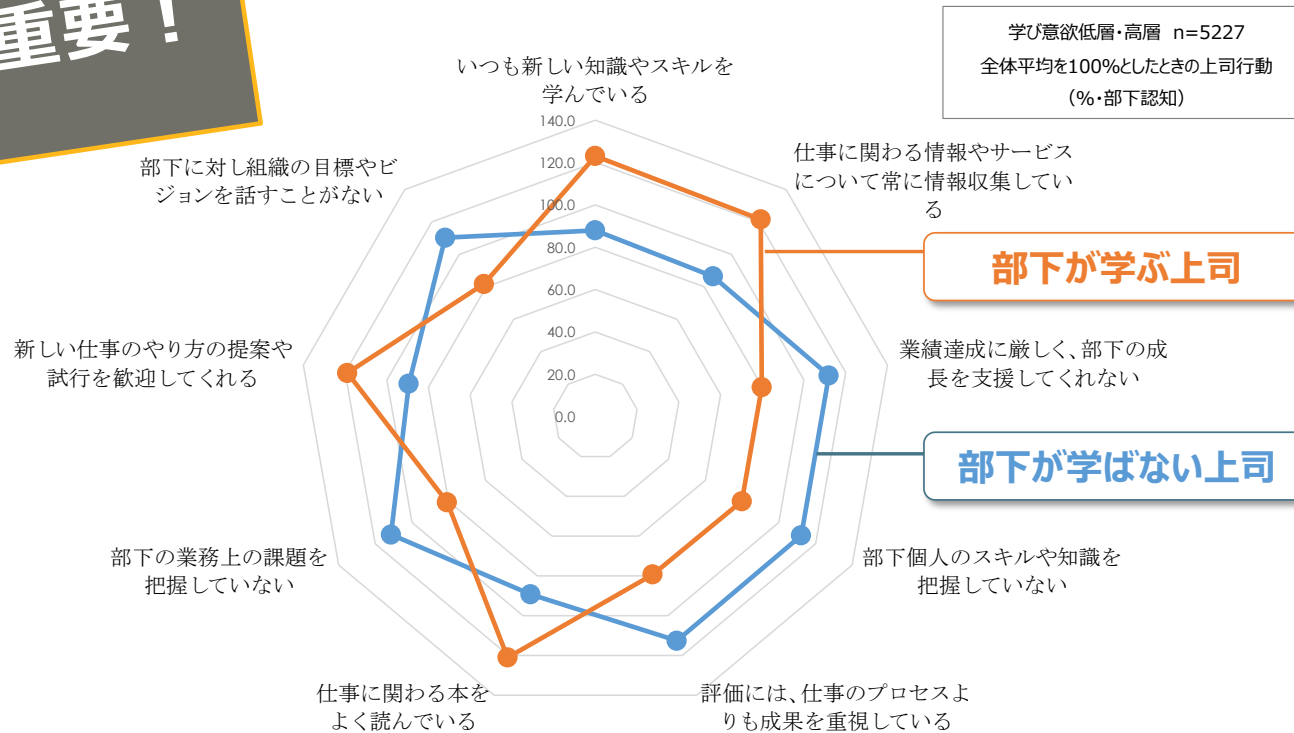 重要！
学び意欲低層・高層 n=5227
全体平均を100%としたときの上司行動
（%・部下認知）
いつも新しい知識やスキルを
学んでいる
仕事に関わる情報やサービス
について常に情報収集してい
る
部下が学ぶ上司
業績達成に厳しく、部下の成
長を支援してくれない
部下が学ばない上司
部下個人のスキルや知識を
把握していない
評価には、仕事のプロセスよ
りも成果を重視している
仕事に関わる本を
よく読んでいる
部下の業務上の課題を
把握していない
新しい仕事のやり方の提案や
試行を歓迎してくれる
部下に対し組織の目標やビ
ジョンを話すことがない
140.0
120.0
100.0
80.0
60.0
40.0
20.0
0.0